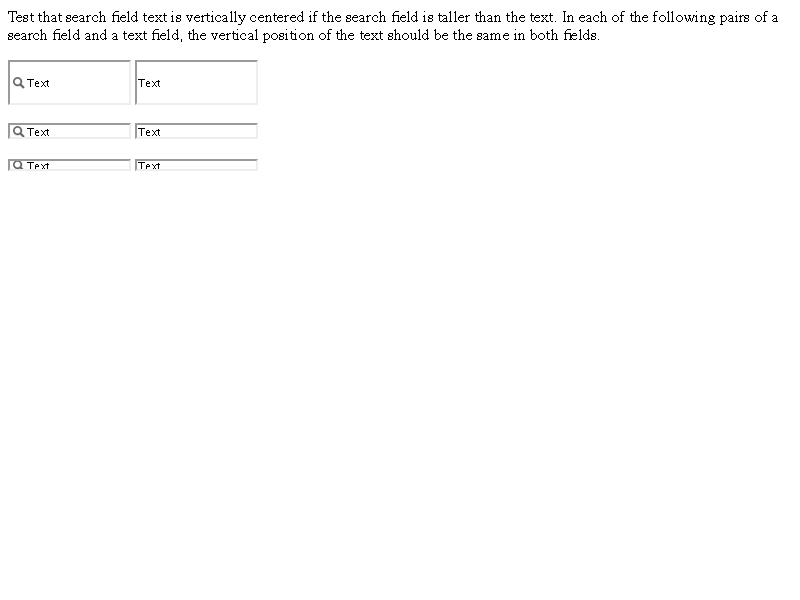 Test that search field text is vertically centered if the search field is taller than the text. In each of the following pairs of a
search field and a text field, the vertical position of the text should be the same in both fields.
Text Text
Text Text
Text Text